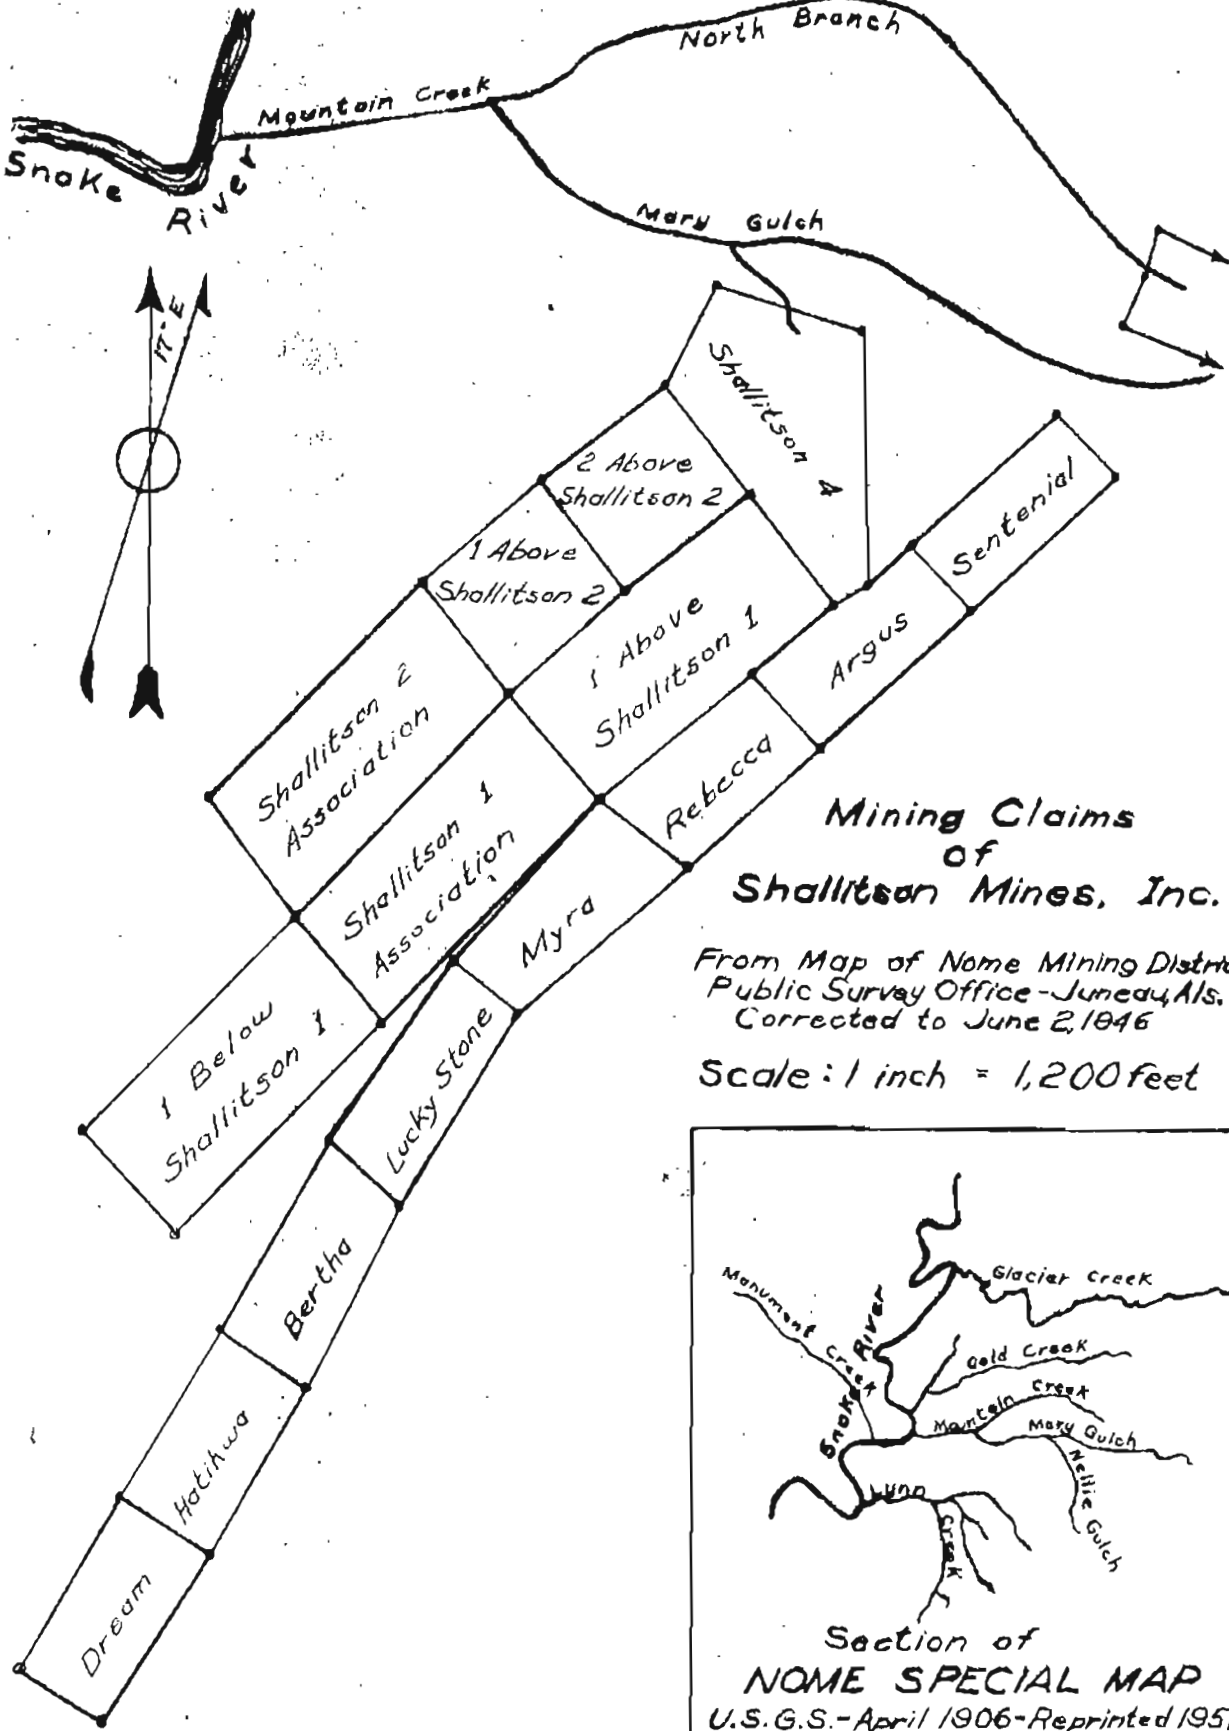 North Branch
Mountain Creek
Snake
River
Mary Gulch
17° E
Shallitson 4
2 Above
Shallitson 2
1 Above
Shallitson 2
Sentenial
1 Above
Shallitson 1
Argus
Shallitson 2
Association
Rebecca
Shallitson 1
Association
Myra
1 Below
Shallitson 1
Lucky Stone
Bertha
Hatihwa
Dream
Mining Claims
of
Shallitson Mines, Inc.
From Map of Nome Mining Distric
Public Survey Office-Juneau, Als.
Corrected to June 2, 1946
Scale: 1 inch = 1,200 feet
Glacier Creek
Monument Creek
Snake River
Gold Creek
Mountain Creek
Mary Gulch
Nellie Gulch
Lynn
Creek
Section of
NOME SPECIAL MAP
U.S.G.S.-April 1906-Reprinted 195